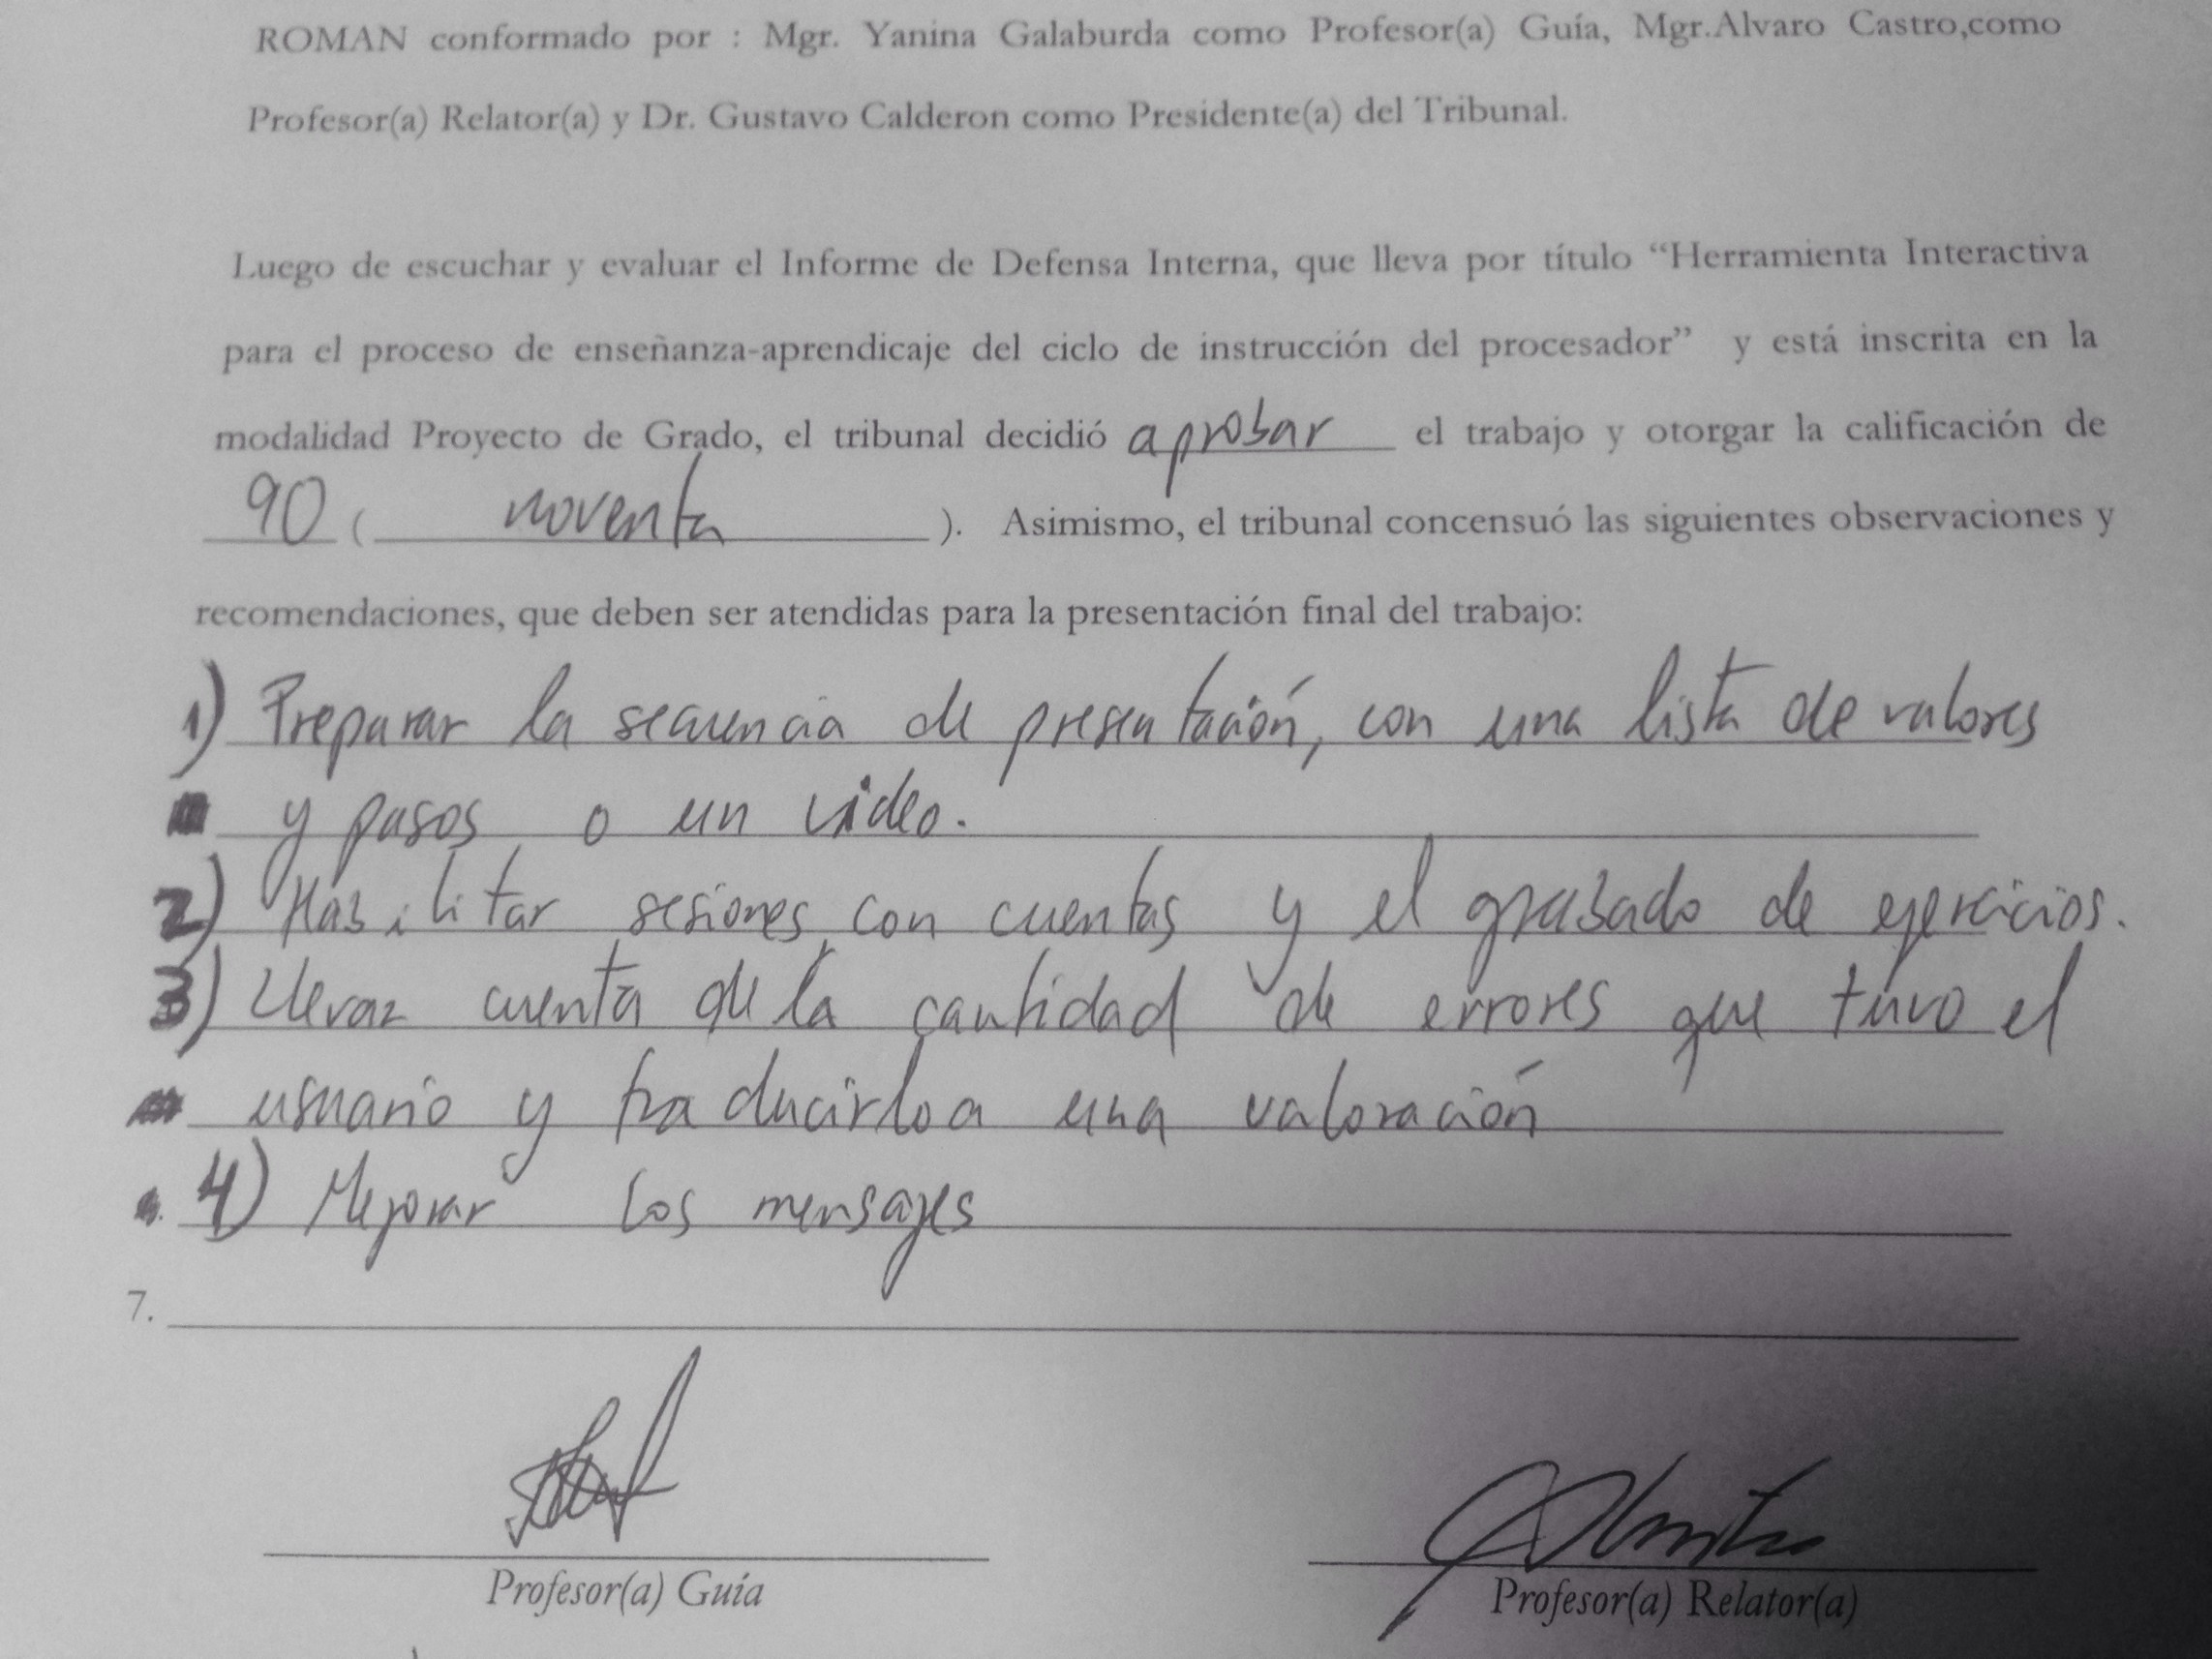 ROMAN conformado por : Mgr. Yanina Galaburda como Profesor(a) Guía, Mgr.Alvaro Castro,como
Profesor(a) Relator(a) y Dr. Gustavo Calderon como Presidente(a) del Tribunal.
Luego de escuchar y evaluar el Informe de Defensa Interna, que lleva por título “Herramienta Interactiva
para el proceso de enseñanza-aprendicaje del ciclo de instrucción del procesador” y está inscrita en la
modalidad Proyecto de Grado, el tribunal decidió aprobar el trabajo y otorgar la calificación de
90 ( noventa ). Asimismo, el tribunal concensuó las siguientes observaciones y
recomendaciones, que deben ser atendidas para la presentación final del trabajo:
1) Preparar la secuencia de presentación, con una lista de valores
y pasos o un video.
2) Habilitar sesiones con cuentas y el grabado de ejercicios.
3) Llevar cuenta de la cantidad de errores que tuvo el
usuario y traducirlo a una valoración
4) Mejorar los mensajes
7.
Profesor(a) Guía
Profesor(a) Relator(a)